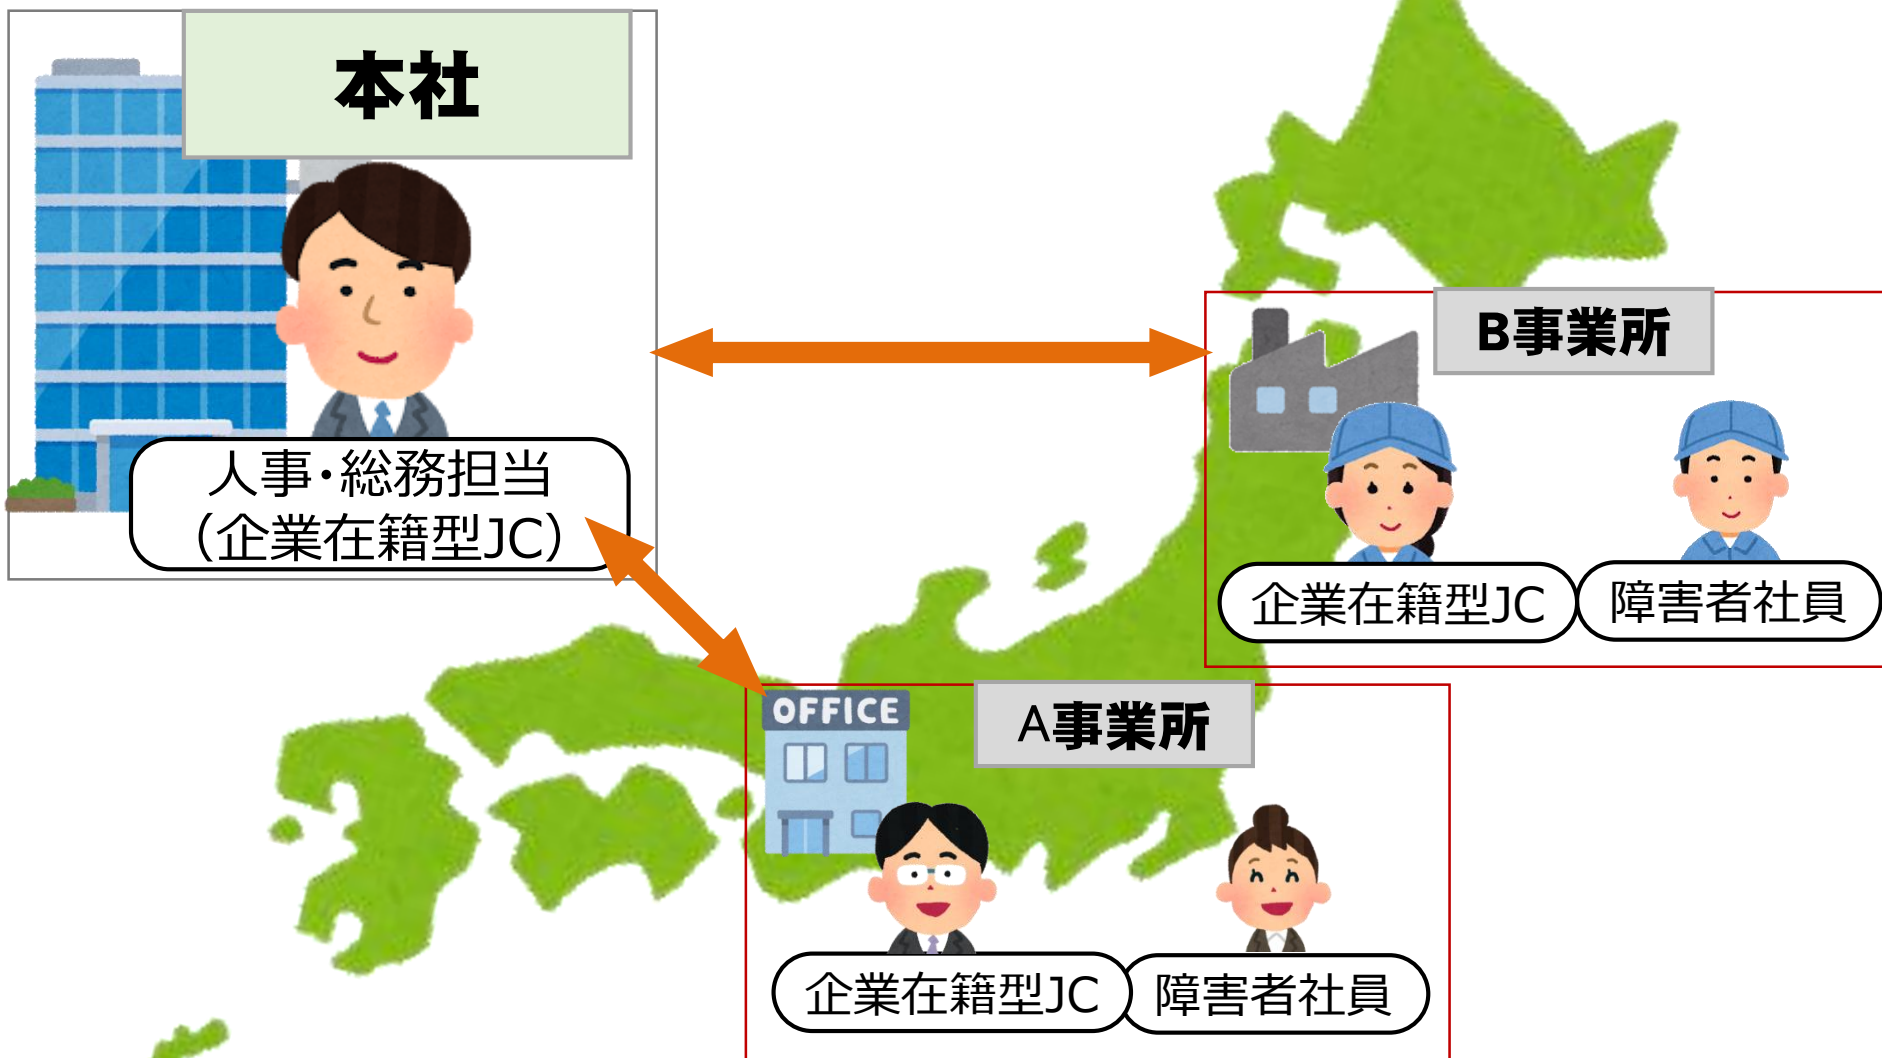 本社
人事・総務担当
（企業在籍型JC）
B事業所
企業在籍型JC
障害者社員
OFFICE
A事業所
企業在籍型JC
障害者社員